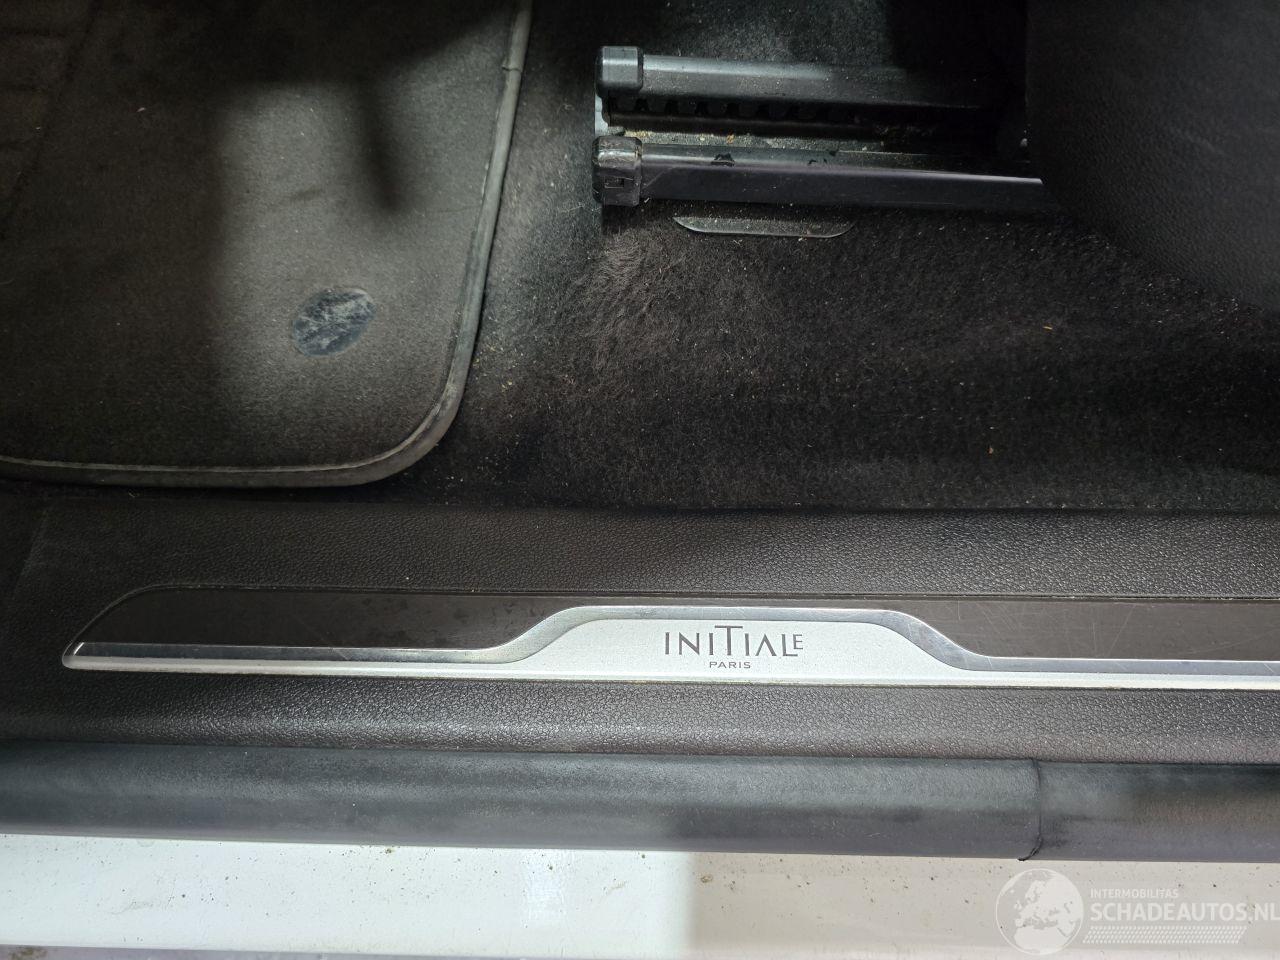 INITIALE
PARIS
INTERMOBILITAS
SCHADEAUTOS.NL